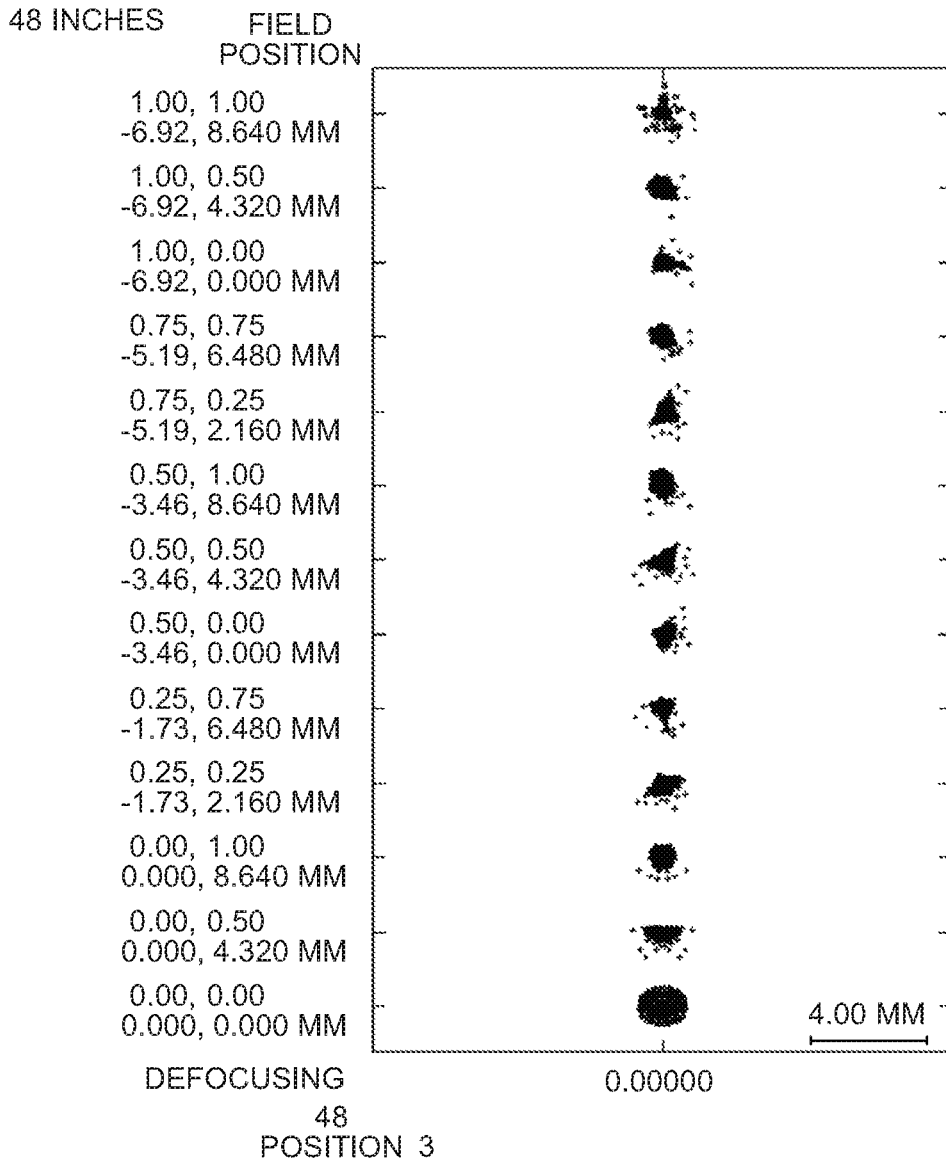 48 INCHES
FIELD
POSITION
1.00, 1.00
-6.92, 8.640 MM
1.00, 0.50
-6.92, 4.320 MM
1.00, 0.00
-6.92, 0.000 MM
0.75, 0.75
-5.19, 6.480 MM
0.75, 0.25
-5.19, 2.160 MM
0.50, 1.00
-3.46, 8.640 MM
0.50, 0.50
-3.46, 4.320 MM
0.50, 0.00
-3.46, 0.000 MM
0.25, 0.75
-1.73, 6.480 MM
0.25, 0.25
-1.73, 2.160 MM
0.00, 1.00
0.000, 8.640 MM
0.00, 0.50
0.000, 4.320 MM
0.00, 0.00
0.000, 0.000 MM
4.00 MM
DEFOCUSING 0.00000
48
POSITION 3